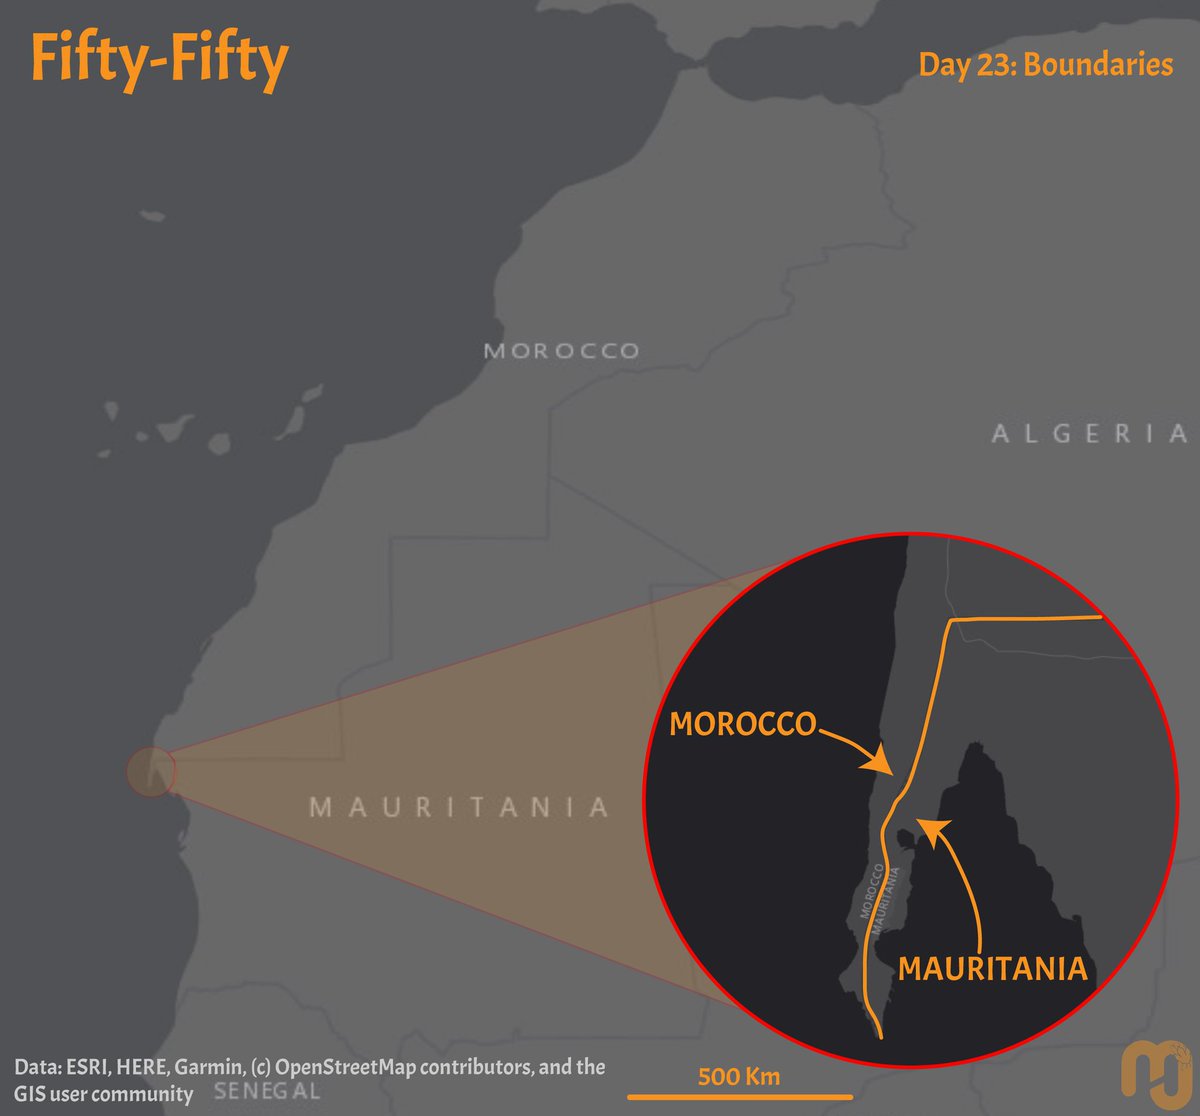 Fifty-Fifty
Day 23: Boundaries
MOROCCO
ALGERIA
MOROCCO
MAURITANIA
MOROCCO
MAURITANIA
MAURITANIA
Data: ESRI, HERE, Garmin, (c) OpenStreetMap contributors, and the
GIS user community
SENEGAL
500 Km